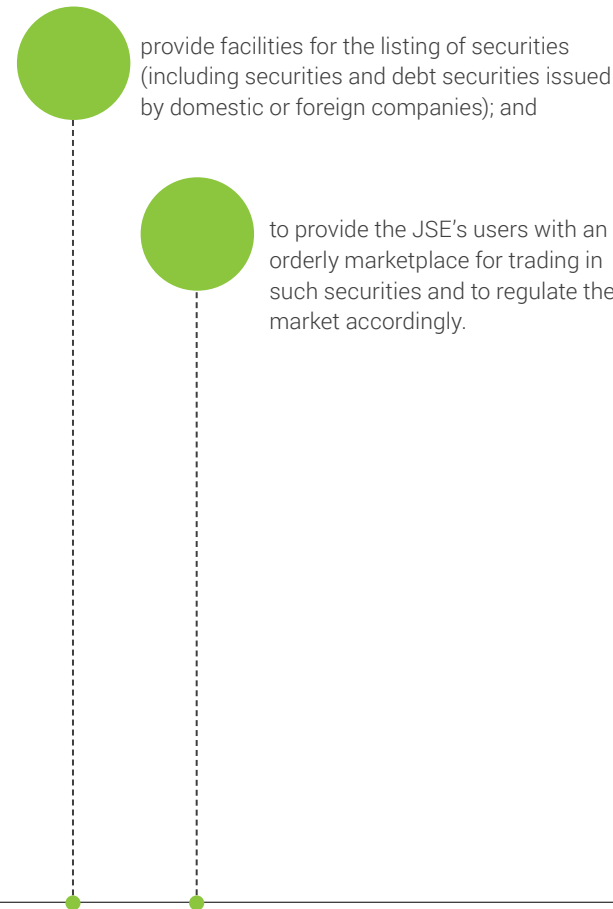 provide facilities for the listing of securities
(including securities and debt securities issued
by domestic or foreign companies); and
to provide the JSE’s users with an
orderly marketplace for trading in
such securities and to regulate the
market accordingly.